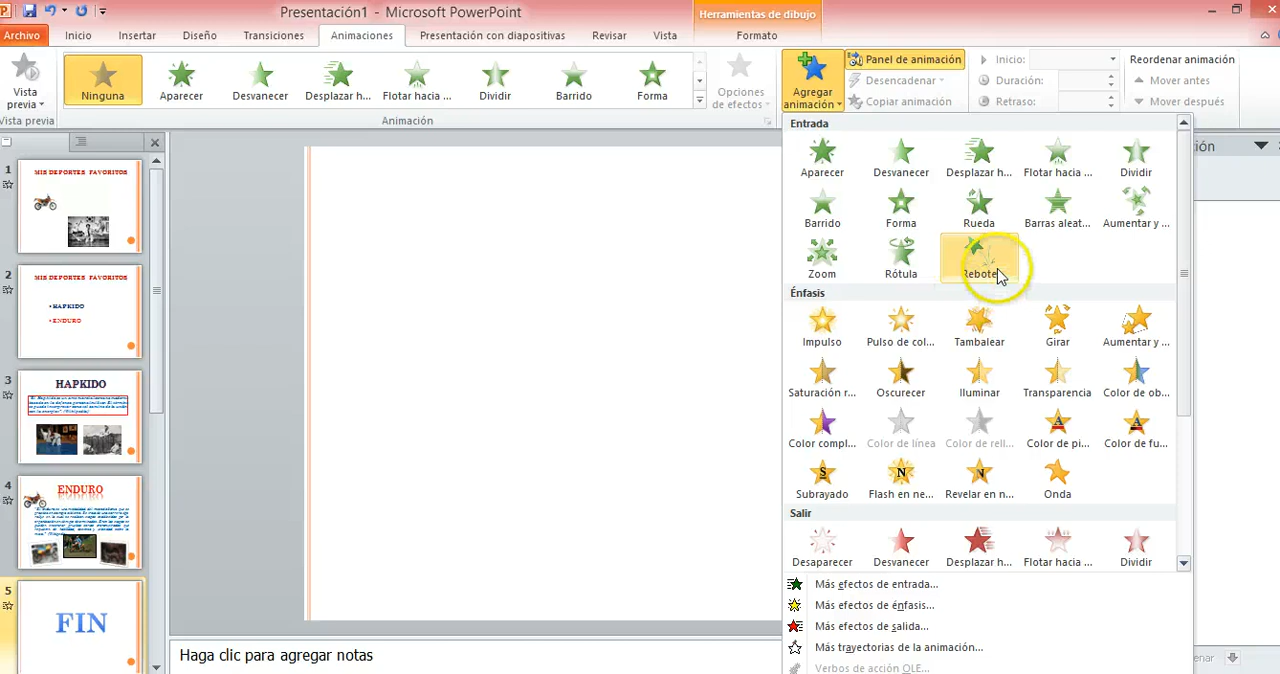 Presentación1 - Microsoft PowerPoint
Herramientas de dibujo
Archivo Inicio Insertar Diseño Transiciones Animaciones Presentación con diapositivas Revisar Vista Formato
Vista previa
Ninguna Aparecer Desvanecer Desplazar h... Flotar hacia ... Dividir Barrido Forma
Opciones de efectos
Agregar animación
Panel de animación
Desencadenar
Copiar animación
Inicio:
Duración:
Retraso:
Reordenar animación
Mover antes
Mover después
Vista previa
Animación
Entrada
Aparecer Desvanecer Desplazar h... Flotar hacia ... Dividir
Barrido Forma Rueda Barras aleat... Aumentar y ...
Zoom Rótula Rebote
Énfasis
Impulso Pulso de col... Tambalear Girar Aumentar y ...
Saturación r... Oscurecer Iluminar Transparencia Color de ob...
Color compl... Color de línea Color de rell... Color de pi... Color de fu...
Subrayado Flash en ne... Revelar en n... Onda
Salir
Desaparecer Desvanecer Desplazar h... Flotar hacia ... Dividir
Más efectos de entrada...
Más efectos de énfasis...
Más efectos de salida...
Más trayectorias de la animación...
Verbos de acción OLE...
ción
enar
1
MIS DEPORTES FAVORITOS
2
MIS DEPORTES FAVORITOS
• HAPKIDO
• ENDURO
3
HAPKIDO
4
ENDURO
5
FIN
Haga clic para agregar notas